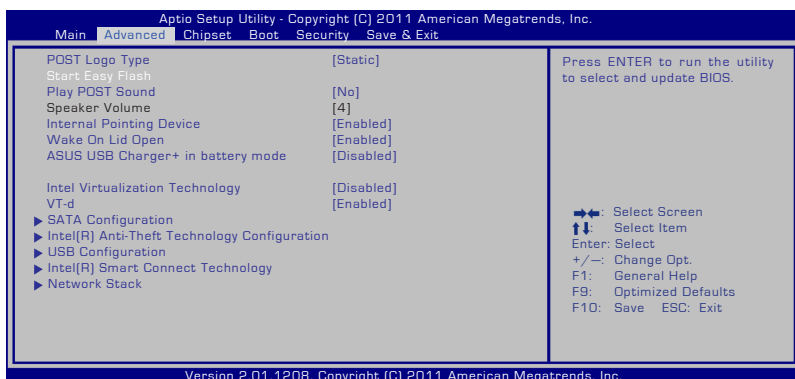 Aptio Setup Utility - Copyright (C) 2011 American Megatrends, Inc.
Main Advanced Chipset Boot Security Save & Exit
POST Logo Type [Static]
Start Easy Flash
Play POST Sound [No]
Speaker Volume [4]
Internal Pointing Device [Enabled]
Wake On Lid Open [Enabled]
ASUS USB Charger+ in battery mode [Disabled]
Intel Virtualization Technology [Disabled]
VT-d [Enabled]
SATA Configuration
Intel(R) Anti-Theft Technology Configuration
USB Configuration
Intel(R) Smart Connect Technology
Network Stack
Press ENTER to run the utility
to select and update BIOS.
→←: Select Screen
↑↓: Select Item
Enter: Select
+/—: Change Opt.
F1: General Help
F9: Optimized Defaults
F10: Save ESC: Exit
Version 2.01.1208. Copyright (C) 2011 American Megatrends, Inc.